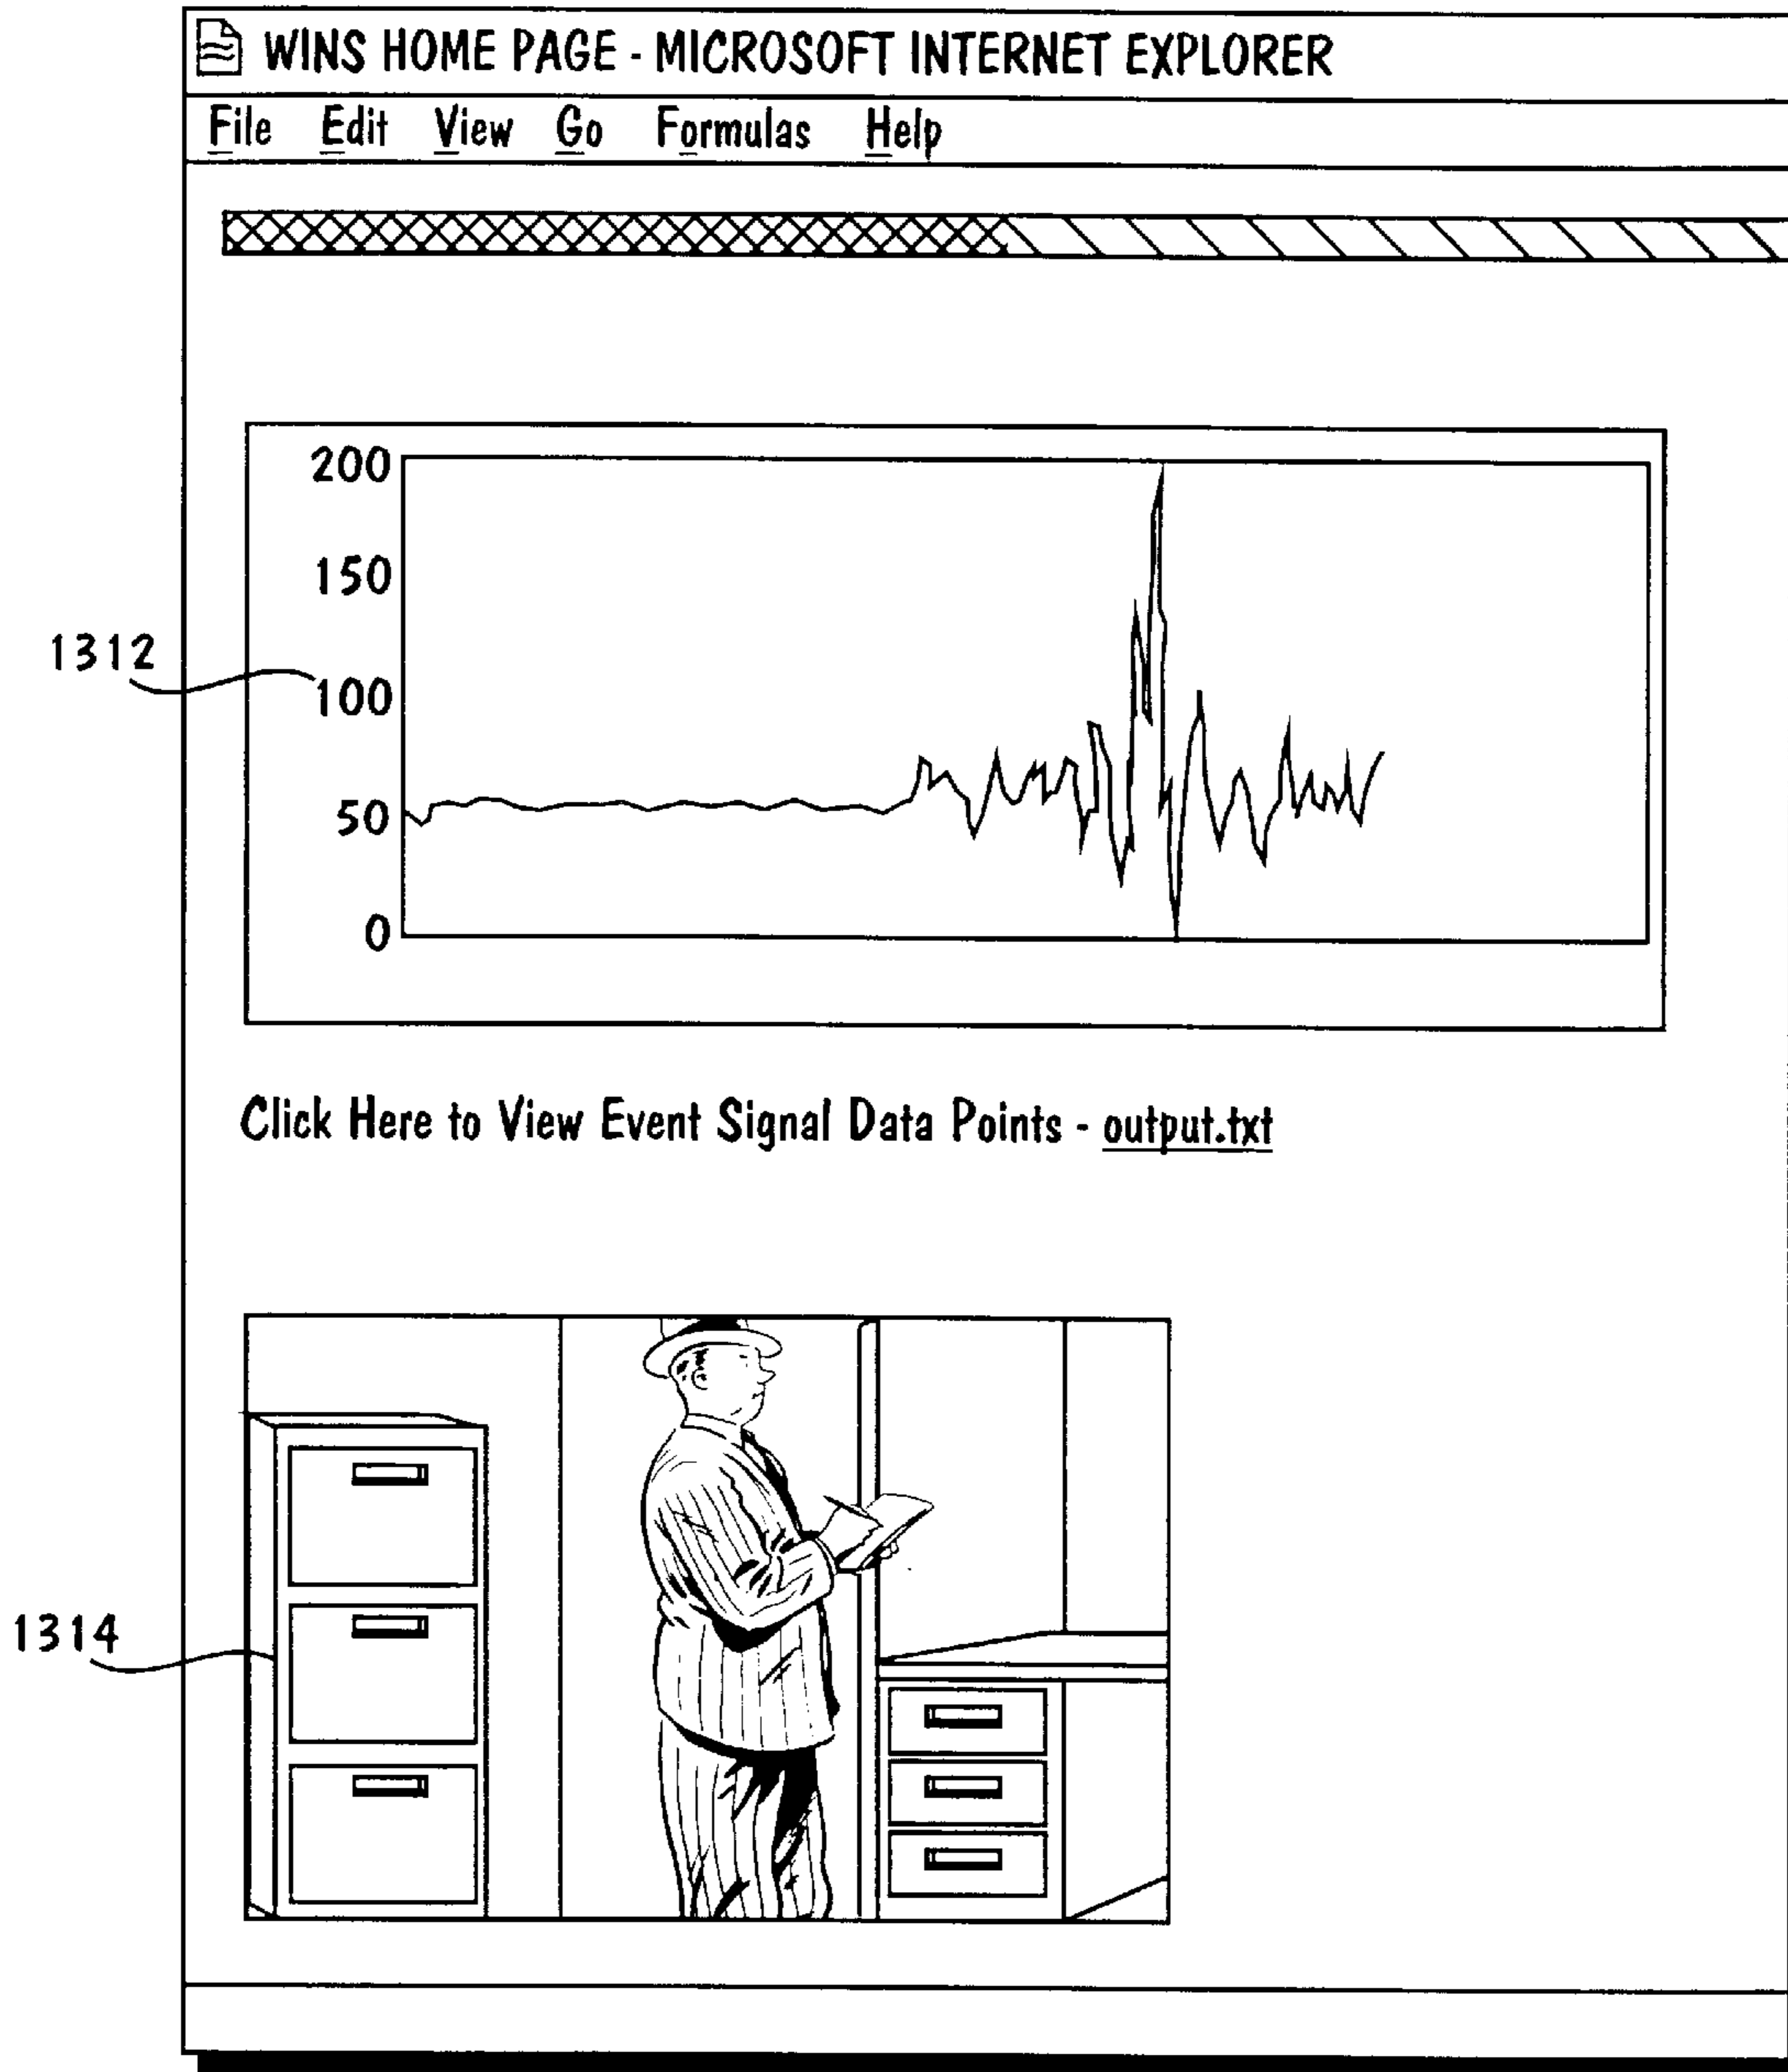 WINS HOME PAGE - MICROSOFT INTERNET EXPLORER
File Edit View Go Formulas Help
200
150
1312
100
50
0
Click Here to View Event Signal Data Points - output.txt
1314